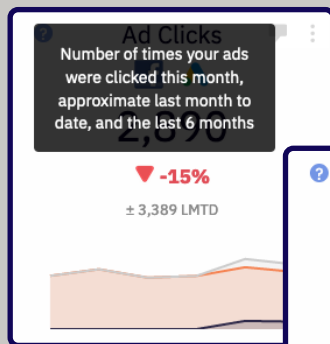 Ad Clicks
Number of times your ads
were clicked this month,
approximate last month to
date, and the last 6 months
-15%
± 3,389 LMTD
?